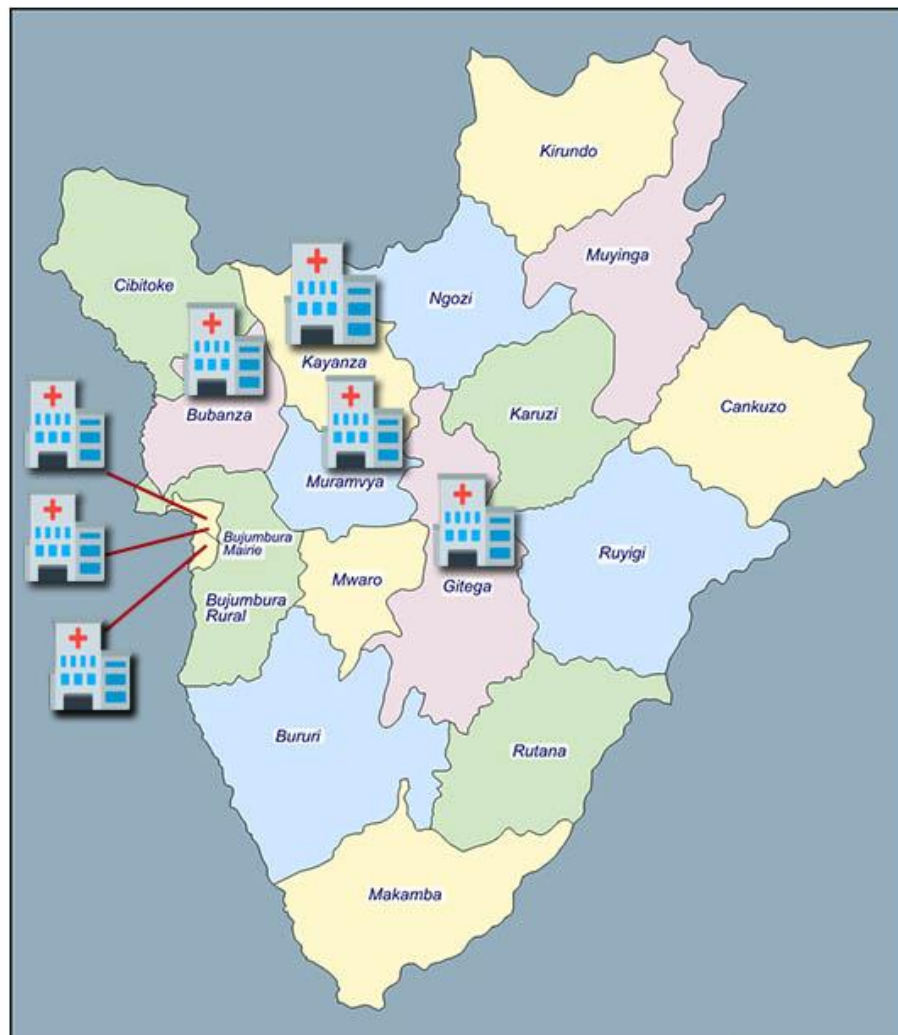 Kirundo
Muyinga
Cibitoke
Ngozi
Kayanza
Cankuzo
Bubanza
Karuzi
Muramvya
Bujumbura
Mairie
Ruyigi
Mwaro
Gitega
Bujumbura
Rural
Bururi
Rutana
Makamba